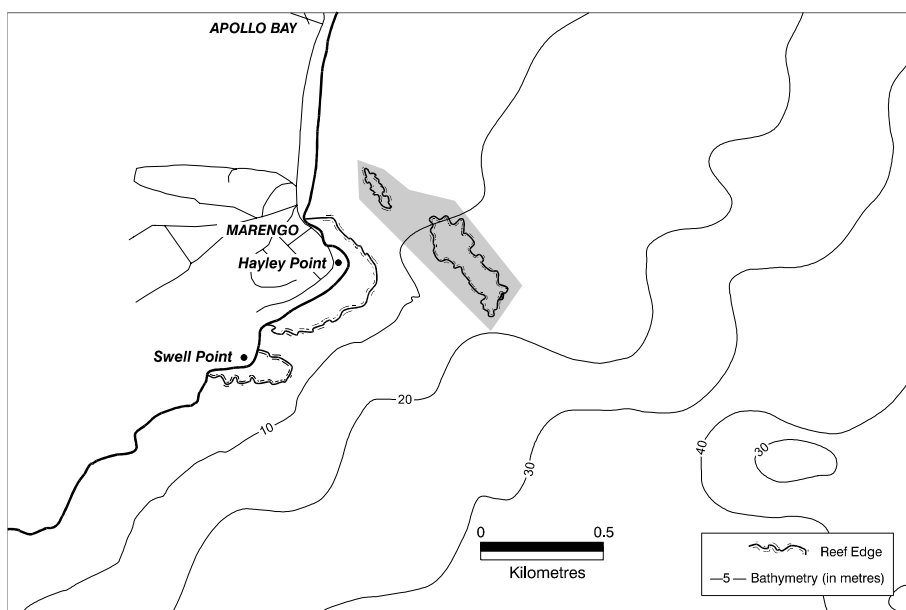 APOLLO BAY
MARENGO
Hayley Point
Swell Point
10
20
30
40
30
0 0.5
Kilometres
Reef Edge
5 Bathymetry (in metres)